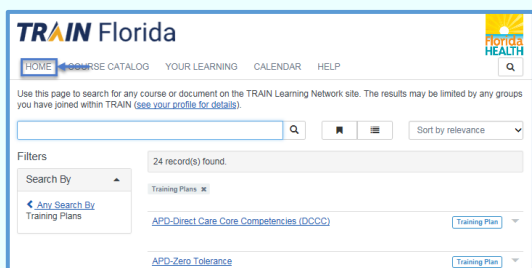 TRAIN Florida
Florida
HEALTH
HOME COURSE CATALOG YOUR LEARNING CALENDAR HELP
Use this page to search for any course or document on the TRAIN Learning Network site. The results may be limited by any groups
you have joined within TRAIN (see your profile for details).
Sort by relevance
Filters
24 record(s) found.
Search By
Training Plans ×
Any Search By
Training Plans
APD-Direct Care Core Competencies (DCCC) Training Plan
APD-Zero Tolerance Training Plan